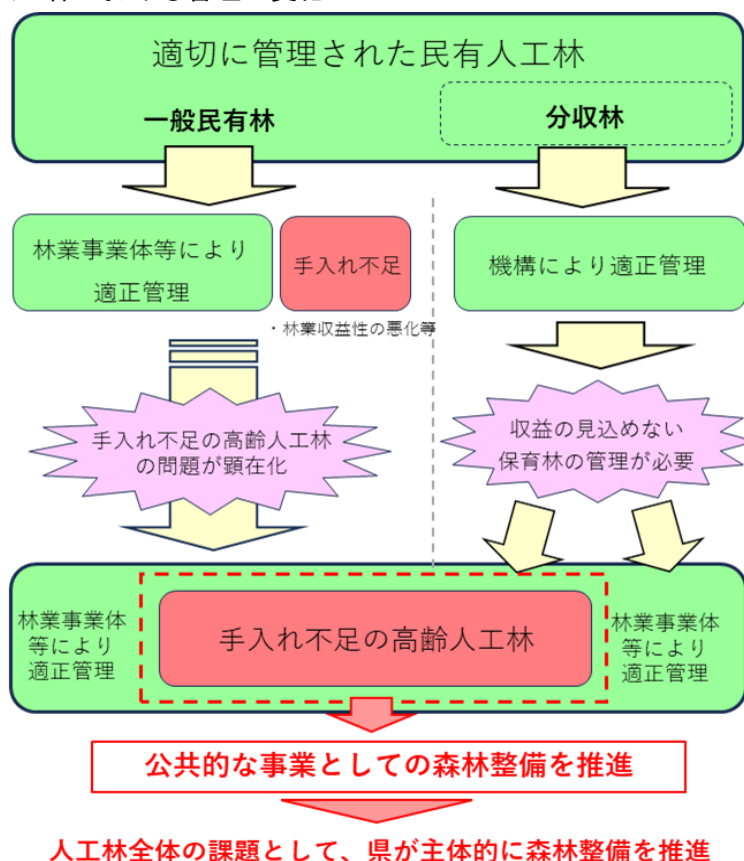 適切に管理された民有人工林
一般民有林
分収林
林業事業体等により
適正管理
手入れ不足
・林業収益性の悪化等
機構により適正管理
手入れ不足の高齢人工林
の問題が顕在化
収益の見込めない
保育林の管理が必要
林業事業体
等により
適正管理
手入れ不足の高齢人工林
林業事業体
等により
適正管理
公共的な事業としての森林整備を推進
人工林全体の課題として、県が主体的に森林整備を推進